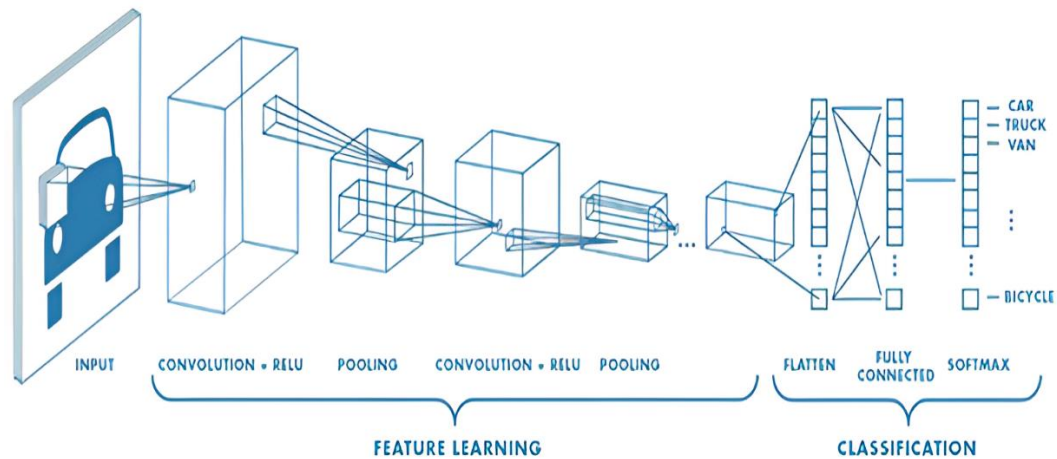 CAR
TRUCK
VAN
BICYCLE
INPUT
CONVOLUTION + RELU
POOLING
CONVOLUTION + RELU
POOLING
FLATTEN
FULLY
CONNECTED
SOFTMAX
FEATURE LEARNING
CLASSIFICATION